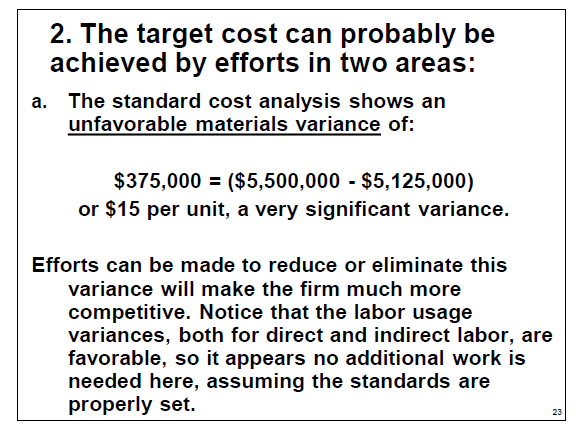 2. The target cost can probably be
achieved by efforts in two areas:
a. The standard cost analysis shows an
unfavorable materials variance of:
$375,000 = ($5,500,000 - $5,125,000)
or $15 per unit, a very significant variance.
Efforts can be made to reduce or eliminate this
variance will make the firm much more
competitive. Notice that the labor usage
variances, both for direct and indirect labor, are
favorable, so it appears no additional work is
needed here, assuming the standards are
properly set.
23